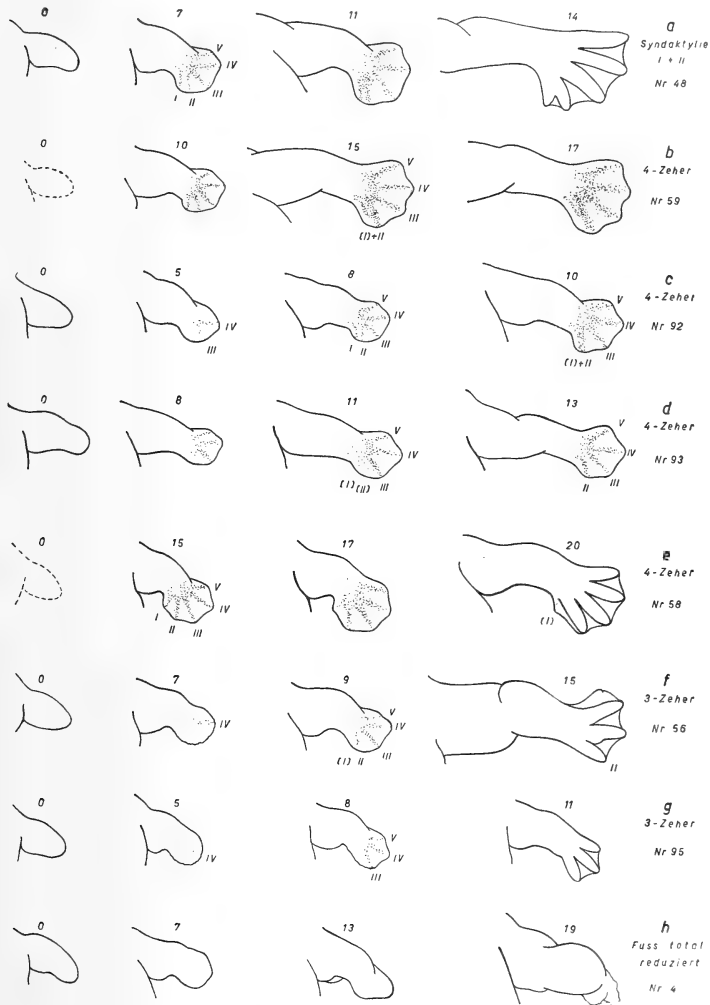 0 7 11 14 a
Syndaktylie
I + II
Nr 48
V
IV
III
I II
0 10 15 17 b
4-Zeher
Nr 59
V
IV
III
(I)+II
0 5 8 10 c
4-Zeher
Nr 92
IV
III
V
IV
III
I II
V
IV
III
(I)+II
0 8 11 13 d
4-Zeher
Nr 93
V
IV
III
(I) (II)
V
IV
III
II
0 15 17 20 e
4-Zeher
Nr 58
V
IV
III
I II
(I)
0 7 9 15 f
3-Zeher
Nr 56
IV
V
IV
III
(I) II
II
0 5 8 11 g
3-Zeher
Nr 95
IV
V
IV
III
0 7 13 19 h
Fuss total
reduziert
Nr 4